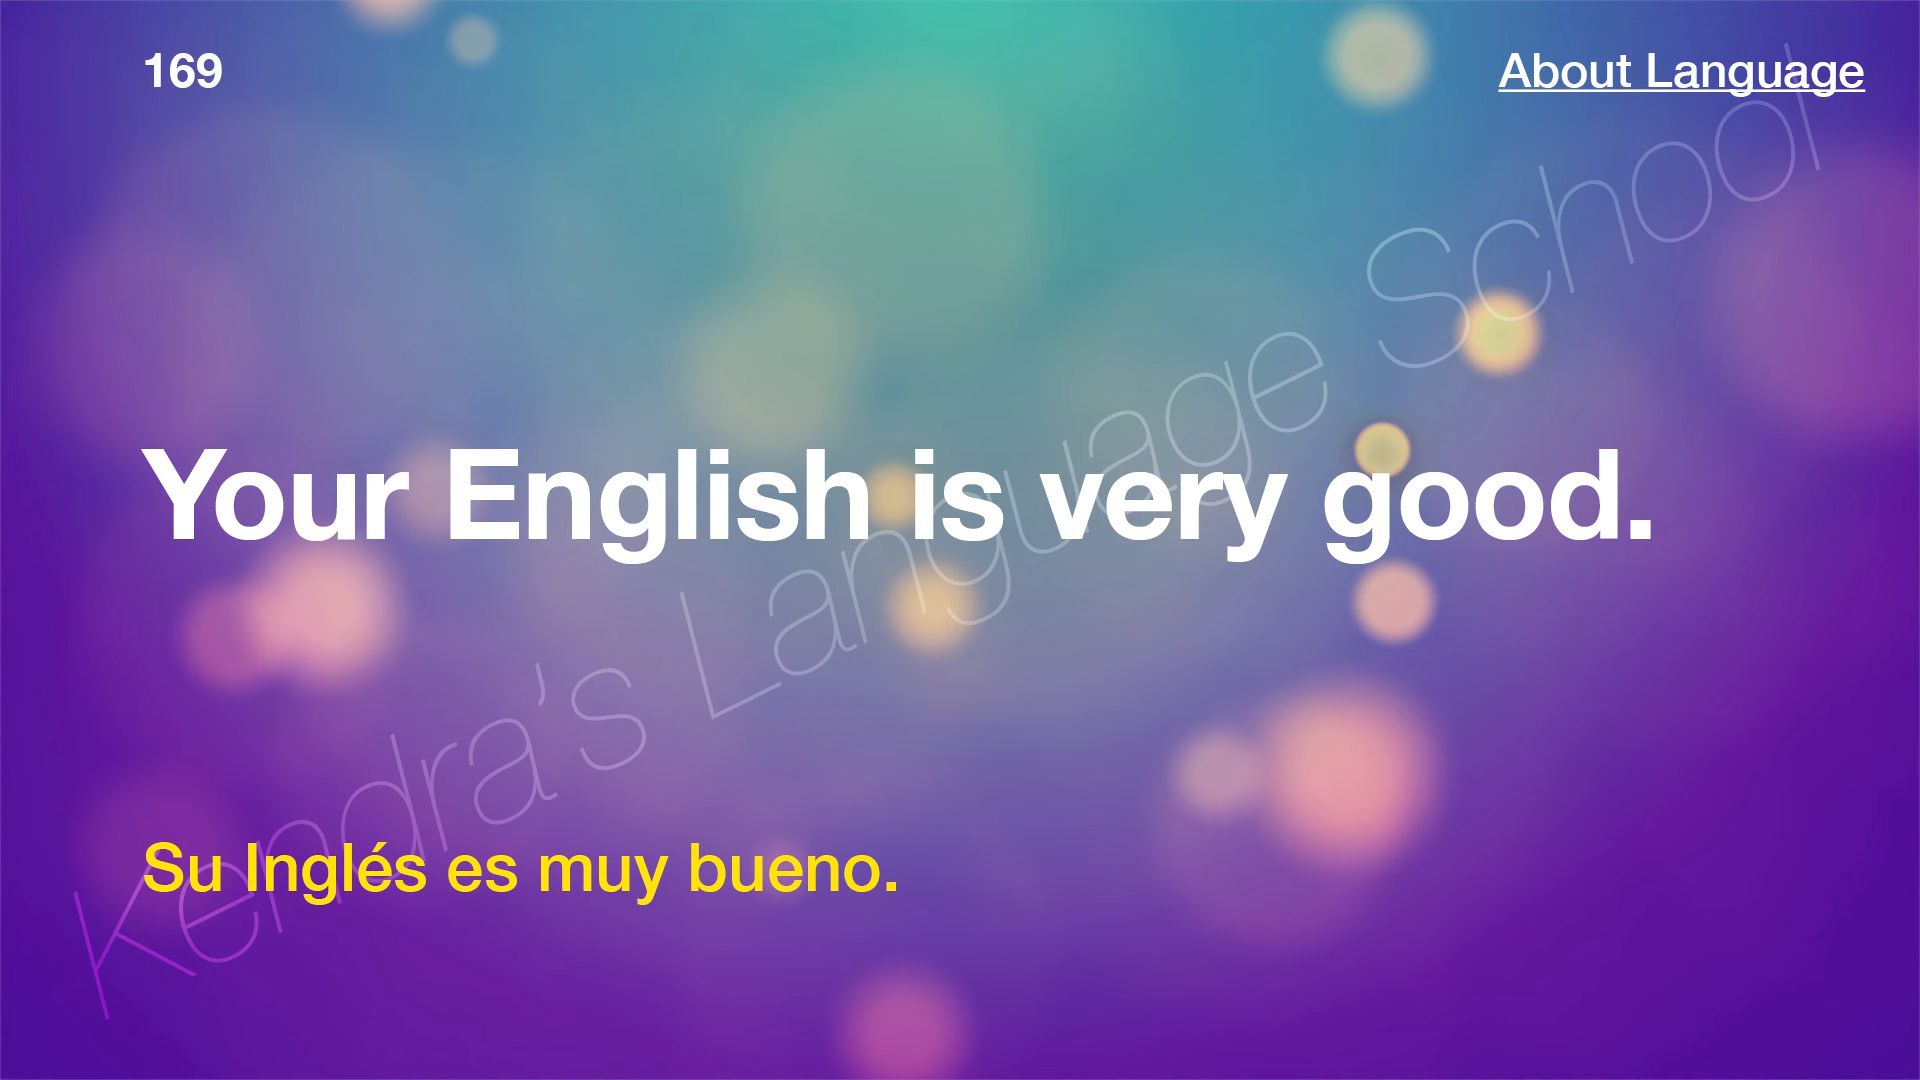 169
About Language
Your English is very good.
Su Inglés es muy bueno.
Kendra’s Language School